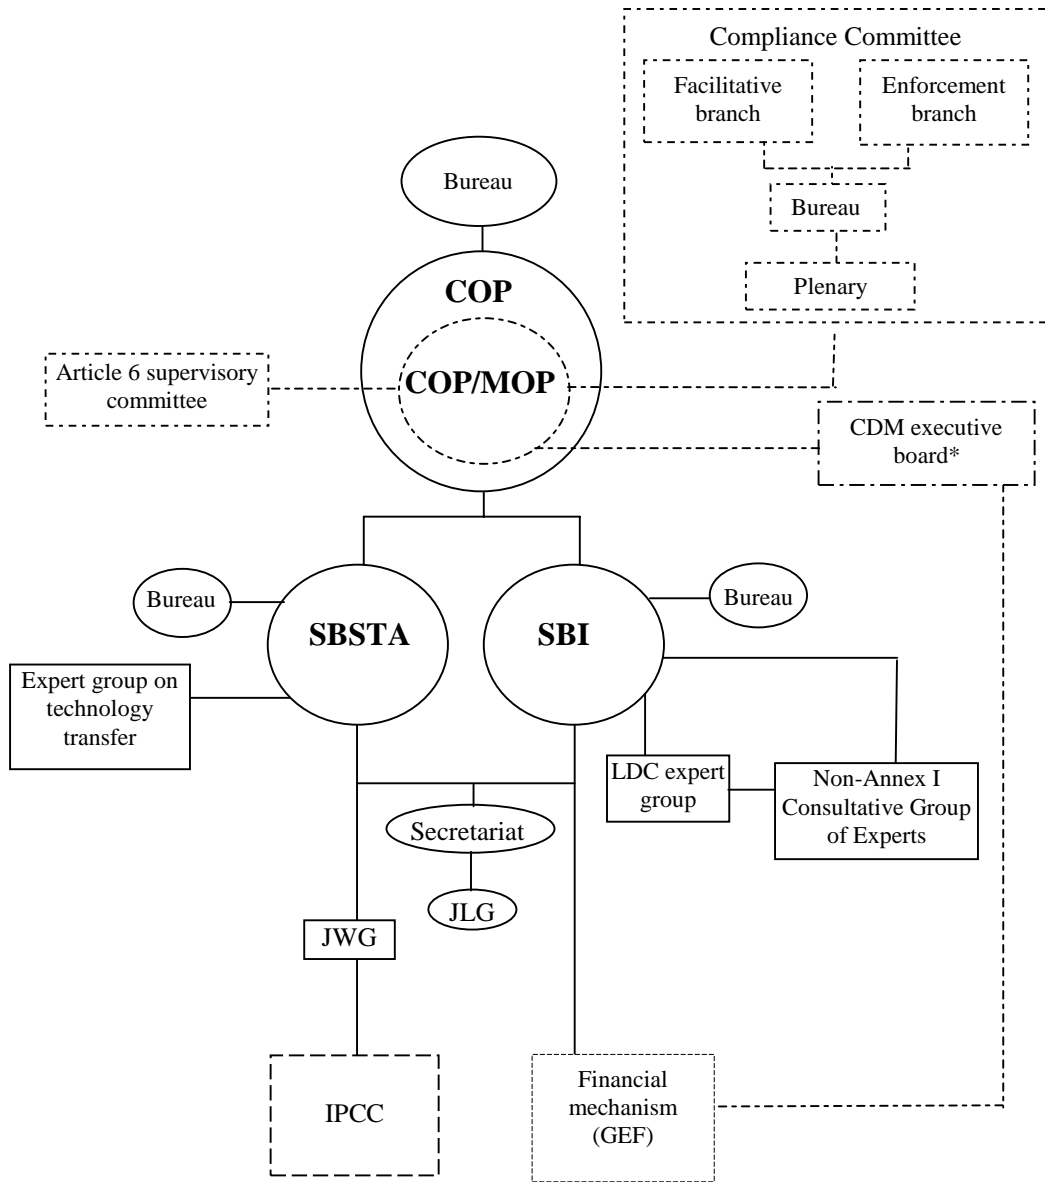 Compliance Committee
Facilitative
branch
Enforcement
branch
Bureau
Plenary
Bureau
COP
COP/MOP
Article 6 supervisory
committee
CDM executive
board*
Bureau
SBSTA
SBI
Bureau
Expert group on
technology
transfer
LDC expert
group
Non-Annex I
Consultative Group
of Experts
Secretariat
JLG
JWG
IPCC
Financial
mechanism
(GEF)